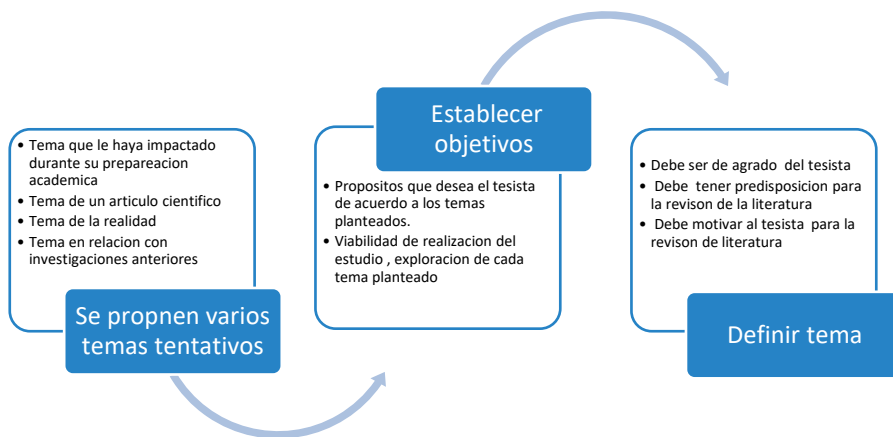 • Tema que le haya impactado
durante su prepareacion
academica
• Tema de un articulo cientifico
• Tema de la realidad
• Tema en relacion con
investigaciones anteriores
Se propnen varios
temas tentativos
Establecer
objetivos
• Propositos que desea el tesista
de acuerdo a los temas
planteados.
• Viabilidad de realizacion del
estudio , exploracion de cada
tema planteado
• Debe ser de agrado del tesista
• Debe tener predisposicion para
la revison de la literatura
• Debe motivar al tesista para la
revison de literatura
Definir tema